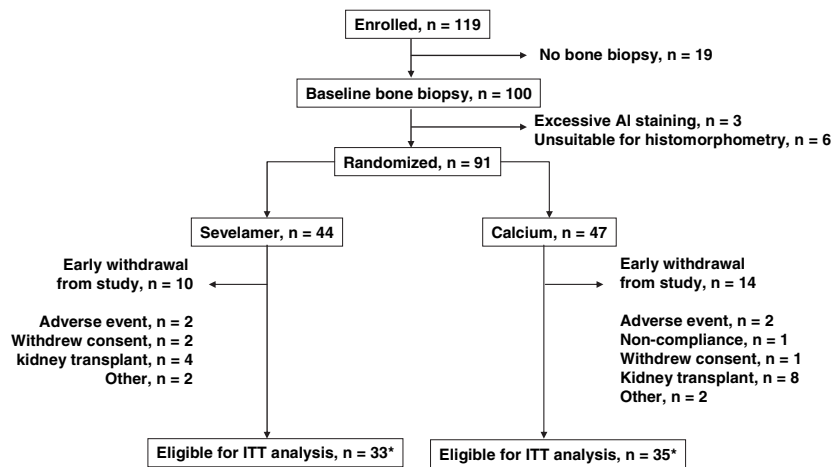 Enrolled, n = 119
No bone biopsy, n = 19
Baseline bone biopsy, n = 100
Excessive Al staining, n = 3
Unsuitable for histomorphometry, n = 6
Randomized, n = 91
Sevelamer, n = 44
Calcium, n = 47
Early withdrawal
from study, n = 10
Adverse event, n = 2
Withdrew consent, n = 2
kidney transplant, n = 4
Other, n = 2
Early withdrawal
from study, n = 14
Adverse event, n = 2
Non-compliance, n = 1
Withdrew consent, n = 1
Kidney transplant, n = 8
Other, n = 2
Eligible for ITT analysis, n = 33*
Eligible for ITT analysis, n = 35*